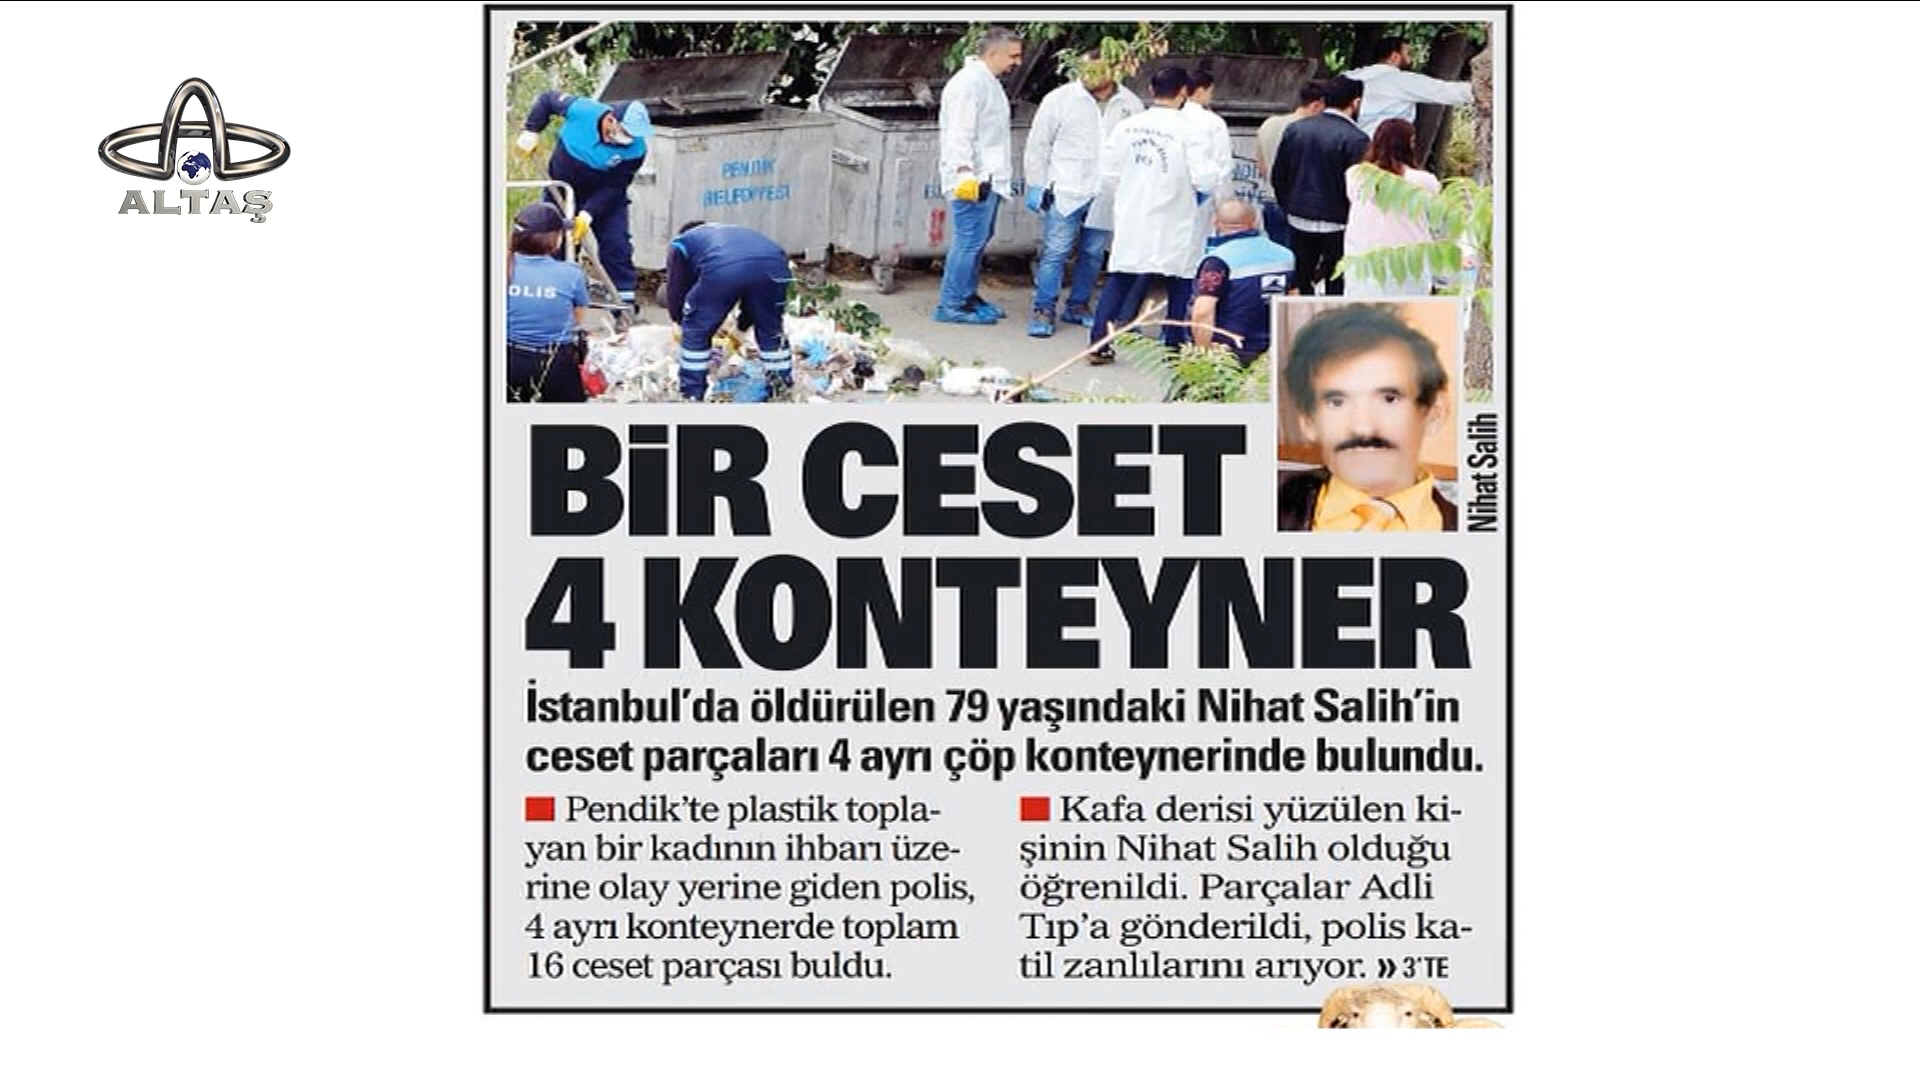 ALTAŞ
PENDİK
BELEDİYESİ
OLIS
Nihat Salih
BİR CESET
4 KONTEYNER
İstanbul'da öldürülen 79 yaşındaki Nihat Salih'in
ceset parçaları 4 ayrı çöp konteynerinde bulundu.
Pendik'te plastik topla-
yan bir kadının ihbarı üze-
rine olay yerine giden polis,
4 ayrı konteynerde toplam
16 ceset parçası buldu.
Kafa derisi yüzülen ki-
şinin Nihat Salih olduğu
öğrenildi. Parçalar Adli
Tıp'a gönderildi, polis ka-
til zanlılarını arıyor. » 3'TE